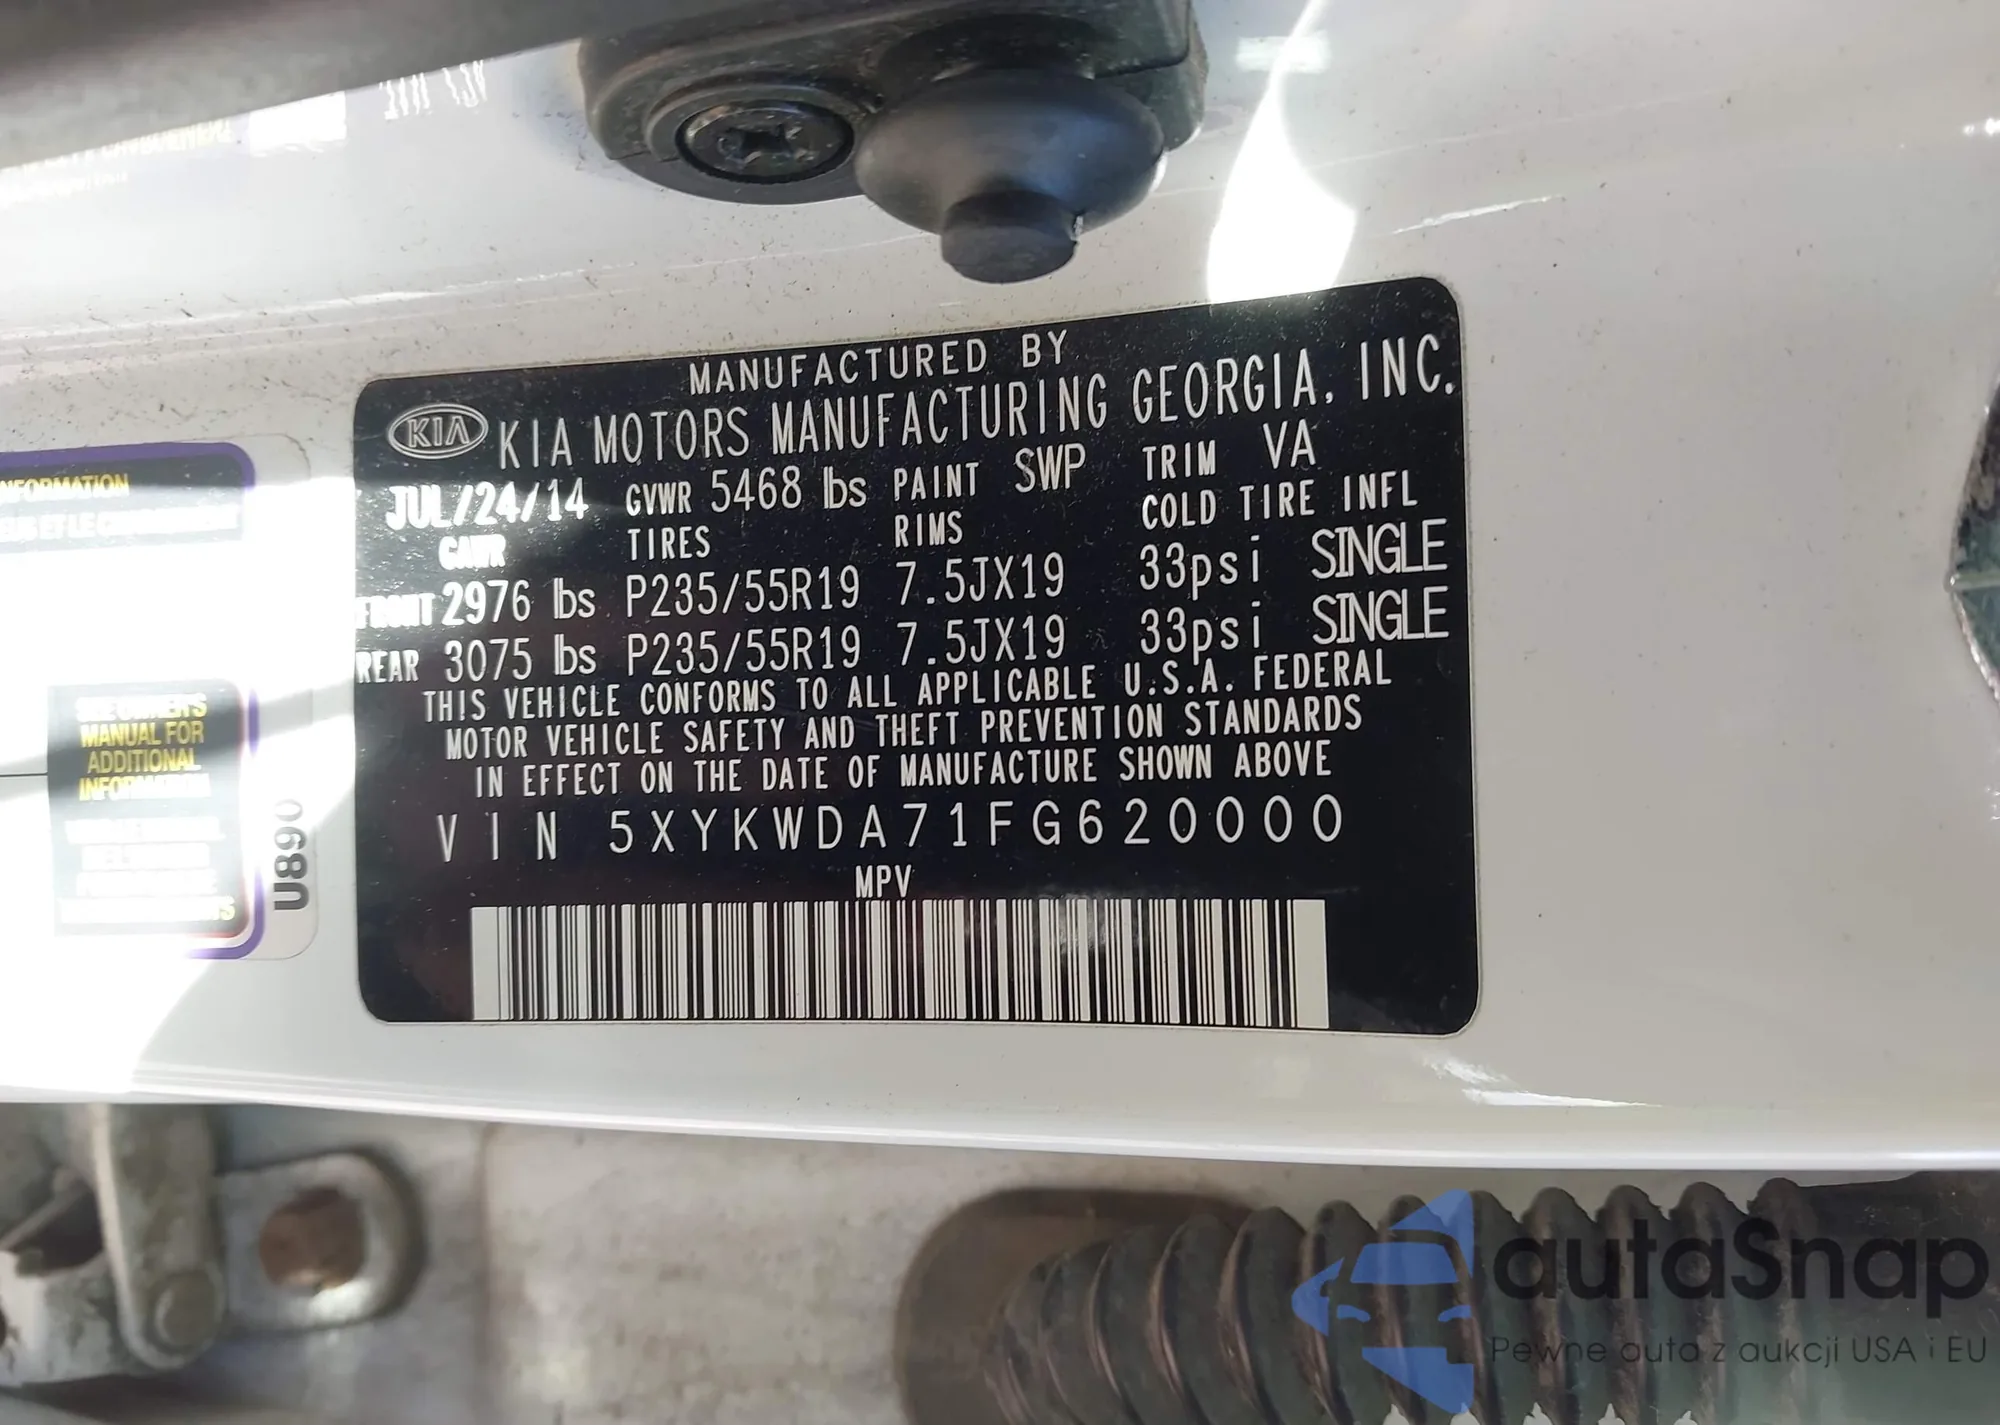 MANUFACTURED BY
KIA KIA MOTORS MANUFACTURING GEORGIA, INC.
JUL/24/14 GVWR 5468 lbs PAINT SWP TRIM VA
GAWR TIRES RIMS COLD TIRE INFL
FRONT 2976 lbs P235/55R19 7.5JX19 33psi SINGLE
REAR 3075 lbs P235/55R19 7.5JX19 33psi SINGLE
THIS VEHICLE CONFORMS TO ALL APPLICABLE U.S.A. FEDERAL
MOTOR VEHICLE SAFETY AND THEFT PREVENTION STANDARDS
IN EFFECT ON THE DATE OF MANUFACTURE SHOWN ABOVE
VIN 5XYKWDA71FG620000
MPV
SEE OWNER'S
MANUAL FOR
ADDITIONAL
INFORMATION
U890
autaSnap
Pewne auta z aukcji USA i EU